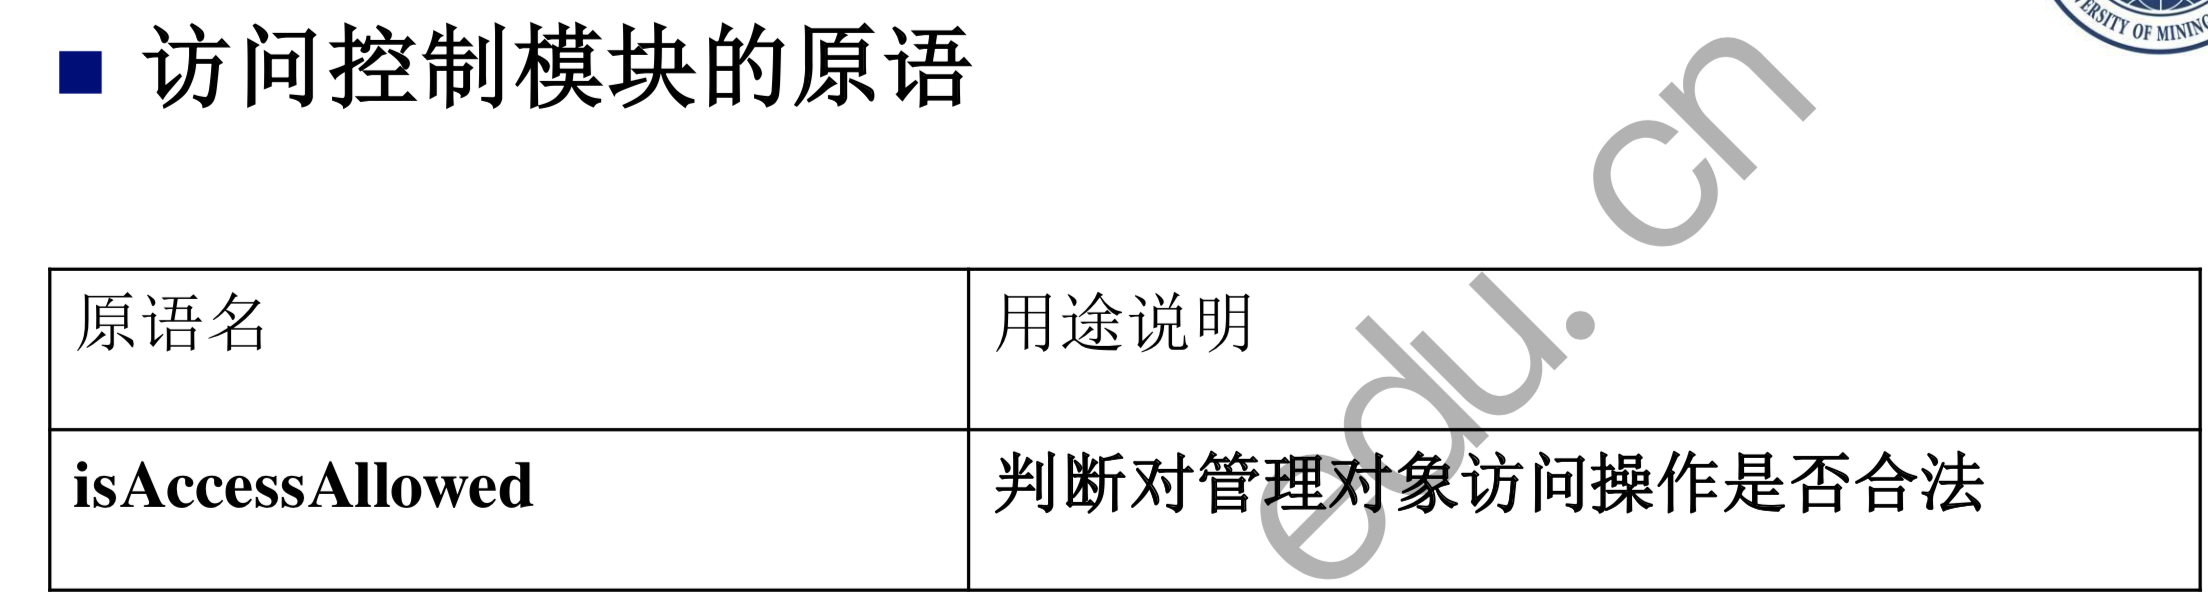 访问控制模块的原语
ERSITY OF MINING
edu.cn
原语名 用途说明
isAccessAllowed 判断对管理对象访问操作是否合法